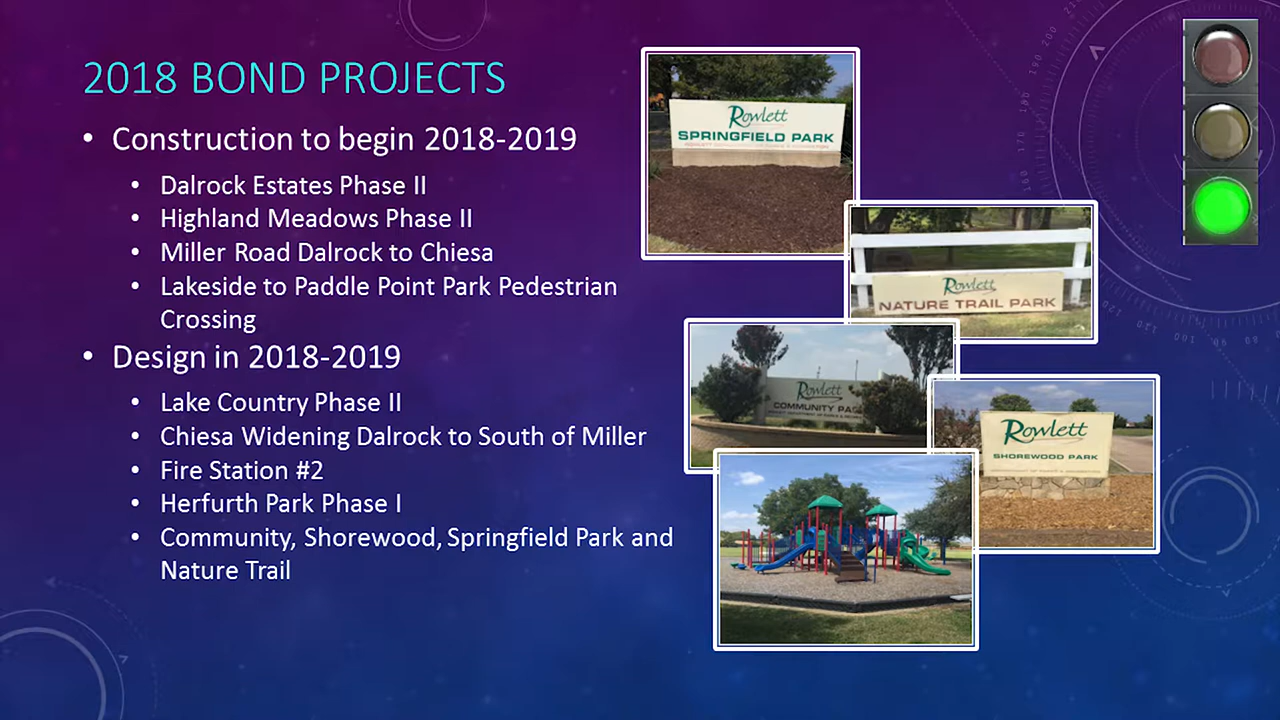 2018 BOND PROJECTS
• Construction to begin 2018-2019
• Dalrock Estates Phase II
• Highland Meadows Phase II
• Miller Road Dalrock to Chiesa
• Lakeside to Paddle Point Park Pedestrian
Crossing
• Design in 2018-2019
• Lake Country Phase II
• Chiesa Widening Dalrock to South of Miller
• Fire Station #2
• Herfurth Park Phase I
• Community, Shorewood, Springfield Park and
Nature Trail
Rowlett
SPRINGFIELD PARK
Rowlett
NATURE TRAIL PARK
Rowlett
COMMUNITY PA
Rowlett
SHOREWOOD PARK